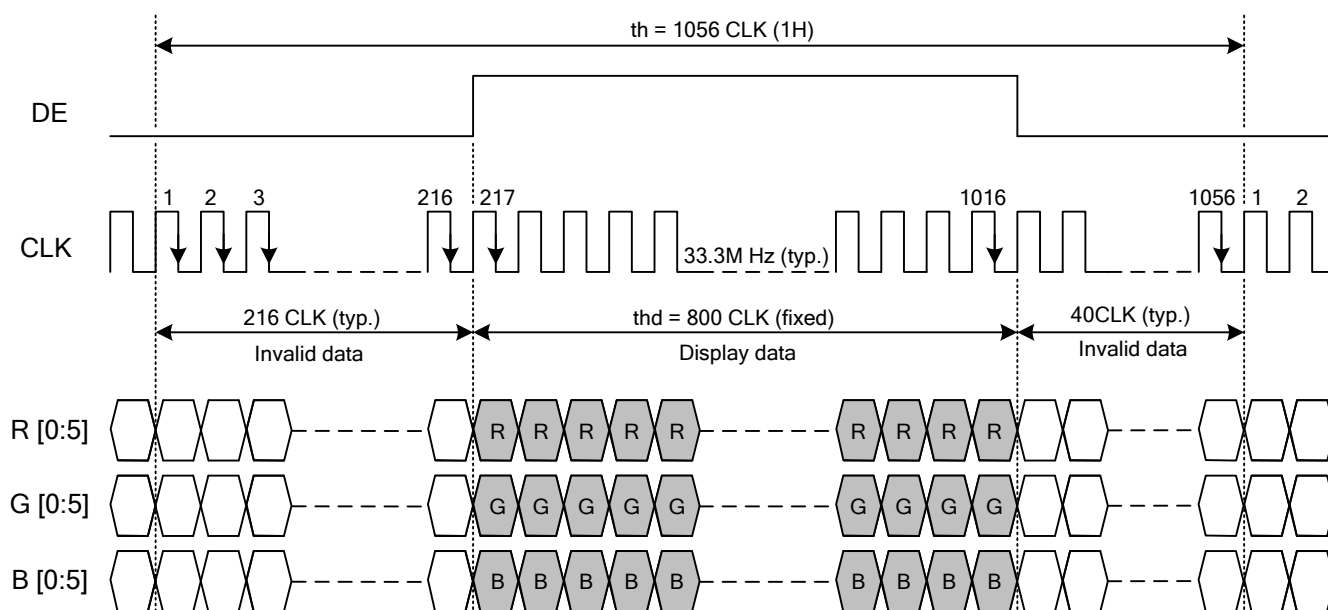 th = 1056 CLK (1H)
DE
1 2 3 216 217 1016 1056 1 2
CLK
33.3M Hz (typ.)
216 CLK (typ.) thd = 800 CLK (fixed) 40CLK (typ.)
Invalid data Display data Invalid data
R [0:5] R R R R R R R R R
G [0:5] G G G G G G G G G
B [0:5] B B B B B B B B B